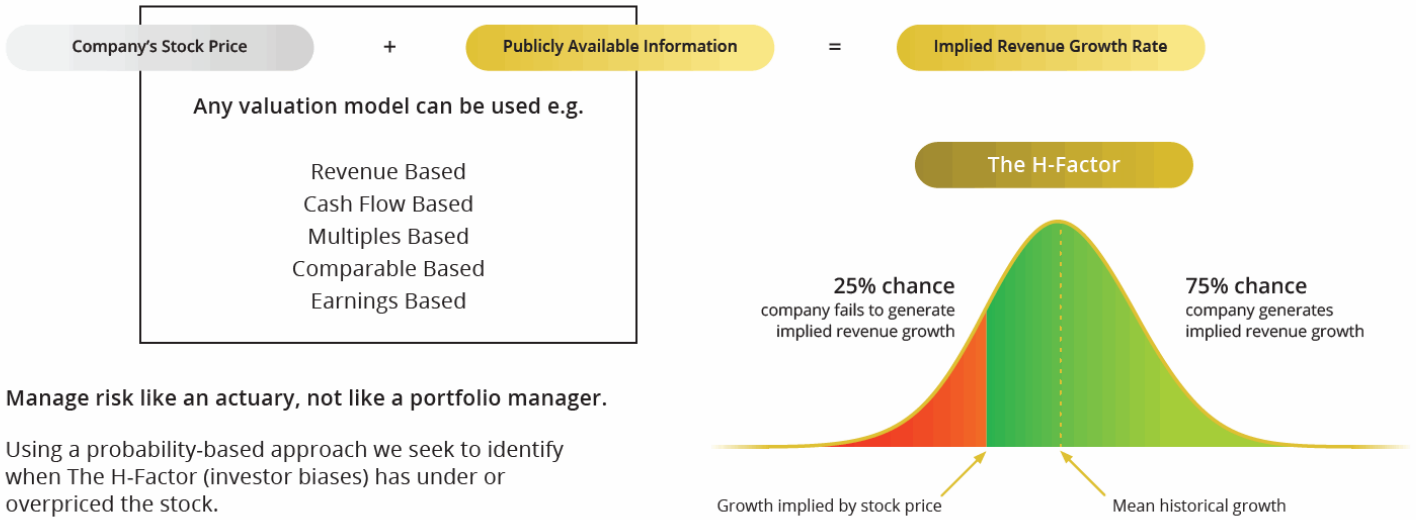 Company's Stock Price + Publicly Available Information = Implied Revenue Growth Rate
Any valuation model can be used e.g.
Revenue Based
Cash Flow Based
Multiples Based
Comparable Based
Earnings Based
Manage risk like an actuary, not like a portfolio manager.
Using a probability-based approach we seek to identify
when The H-Factor (investor biases) has under or
overpriced the stock.
The H-Factor
25% chance
company fails to generate
implied revenue growth
75% chance
company generates
implied revenue growth
Growth implied by stock price
Mean historical growth